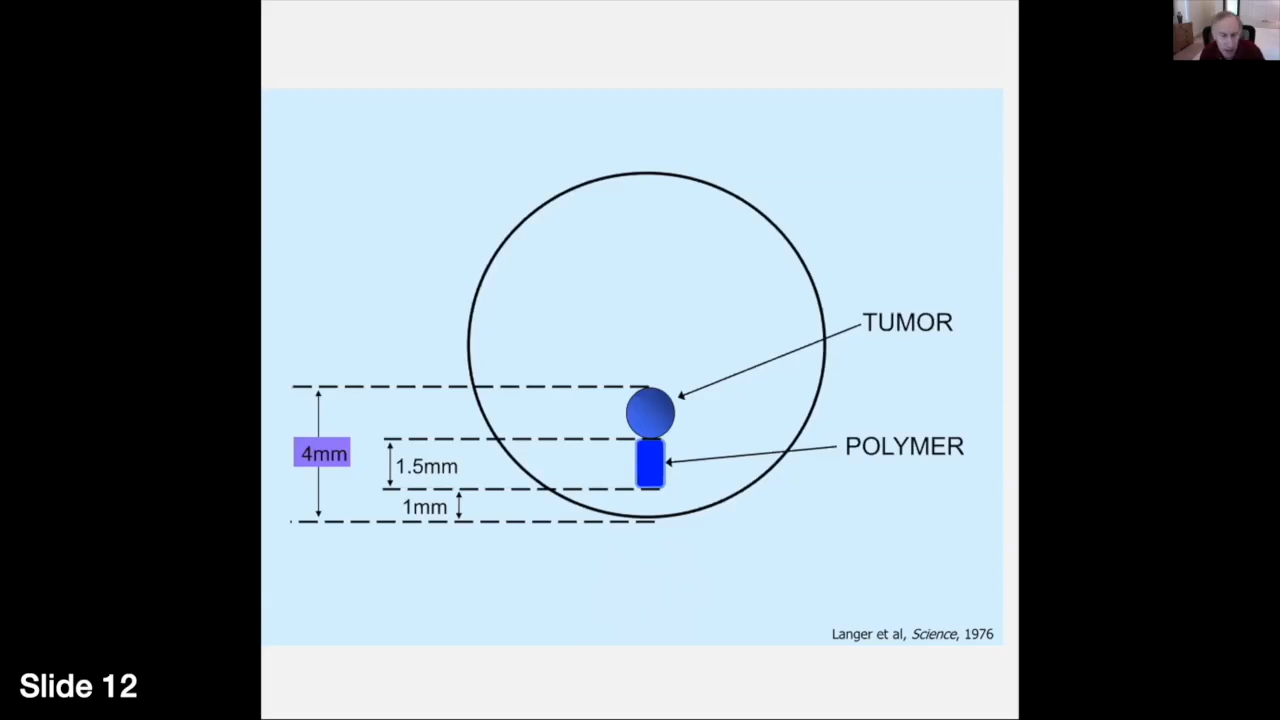 TUMOR
POLYMER
4mm
1.5mm
1mm
Langer et al, Science, 1976
Slide 12